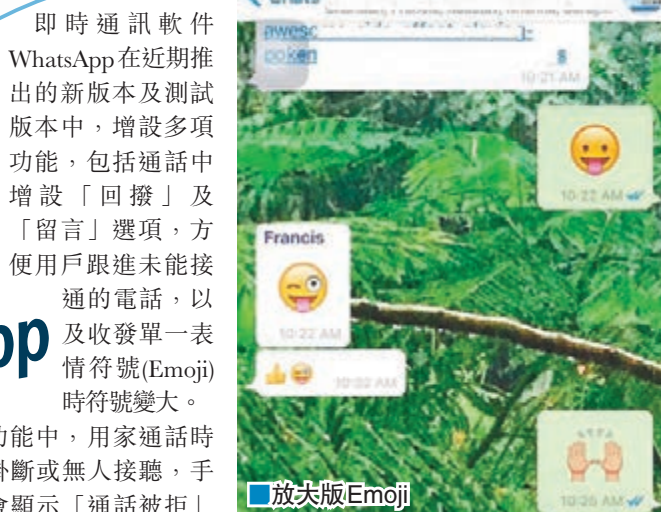 即時通訊軟件
WhatsApp在近期推
出的新版本及測試
版本中，增設多項
功能，包括通話中
增設「回撥」及
「留言」選項，方
便用戶跟進未能接
通的電話，以
及收發單一表
情符號(Emoji)
時符號變大。
功能中，用家通話時
掛斷或無人接聽，手
會顯示「通話被拒」
pp
awesc
poken
10:21 AM
10:22 AM
Francis
10:22 AM
10:22 AM
10:26 AM
■放大版Emoji